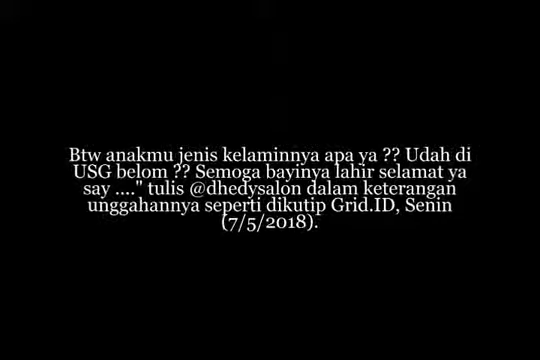 Btw anakmu jenis kelaminnya apa ya ?? Udah di
USG belom ?? Semoga bayinya lahir selamat ya
say ...." tulis @dhedysalon dalam keterangan
unggahannya seperti dikutip Grid.ID, Senin
(7/5/2018).